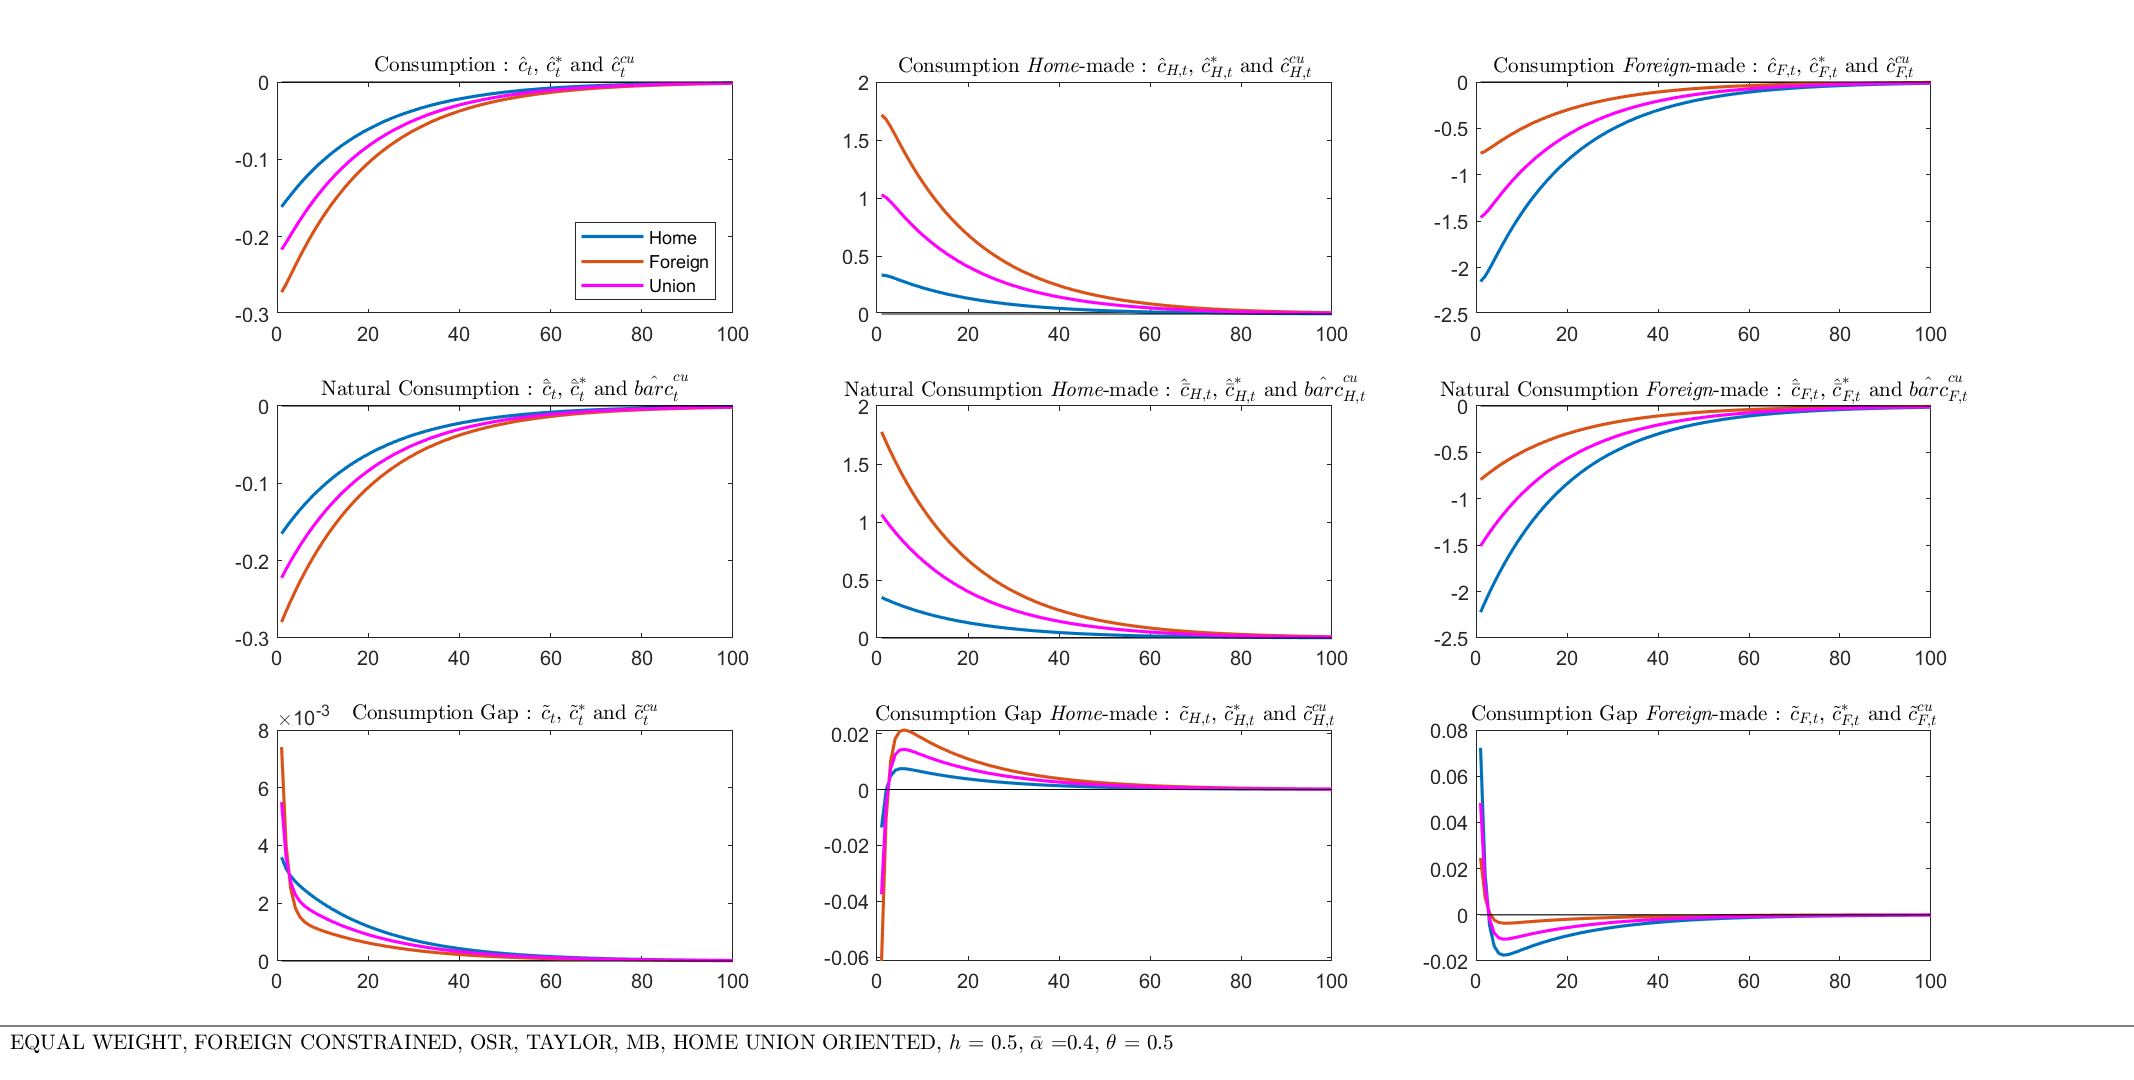 Consumption : ĉ_t, ĉ*_t and ĉ^cu_t
Consumption Home-made : ĉ_H,t, ĉ*_H,t and ĉ^cu_H,t
Consumption Foreign-made : ĉ_F,t, ĉ*_F,t and ĉ^cu_F,t
0
-0.1
-0.2
-0.3
0 20 40 60 80 100
Home
Foreign
Union
2
1.5
1
0.5
0
0 20 40 60 80 100
0
-0.5
-1
-1.5
-2
-2.5
0 20 40 60 80 100
Natural Consumption : c̄̂_t, c̄̂*_t and bar̂c^cu_t
Natural Consumption Home-made : c̄̂_H,t, c̄̂*_H,t and bar̂c^cu_H,t
Natural Consumption Foreign-made : c̄̂_F,t, c̄̂*_F,t and bar̂c^cu_F,t
0
-0.1
-0.2
-0.3
0 20 40 60 80 100
2
1.5
1
0.5
0
0 20 40 60 80 100
0
-0.5
-1
-1.5
-2
-2.5
0 20 40 60 80 100
×10^-3
Consumption Gap : c̃_t, c̃*_t and c̃^cu_t
Consumption Gap Home-made : c̃_H,t, c̃*_H,t and c̃^cu_H,t
Consumption Gap Foreign-made : c̃_F,t, c̃*_F,t and c̃^cu_F,t
8
6
4
2
0
0 20 40 60 80 100
0.02
0
-0.02
-0.04
-0.06
0 20 40 60 80 100
0.08
0.06
0.04
0.02
0
-0.02
0 20 40 60 80 100
EQUAL WEIGHT, FOREIGN CONSTRAINED, OSR, TAYLOR, MB, HOME UNION ORIENTED, h = 0.5, ᾱ =0.4, θ = 0.5